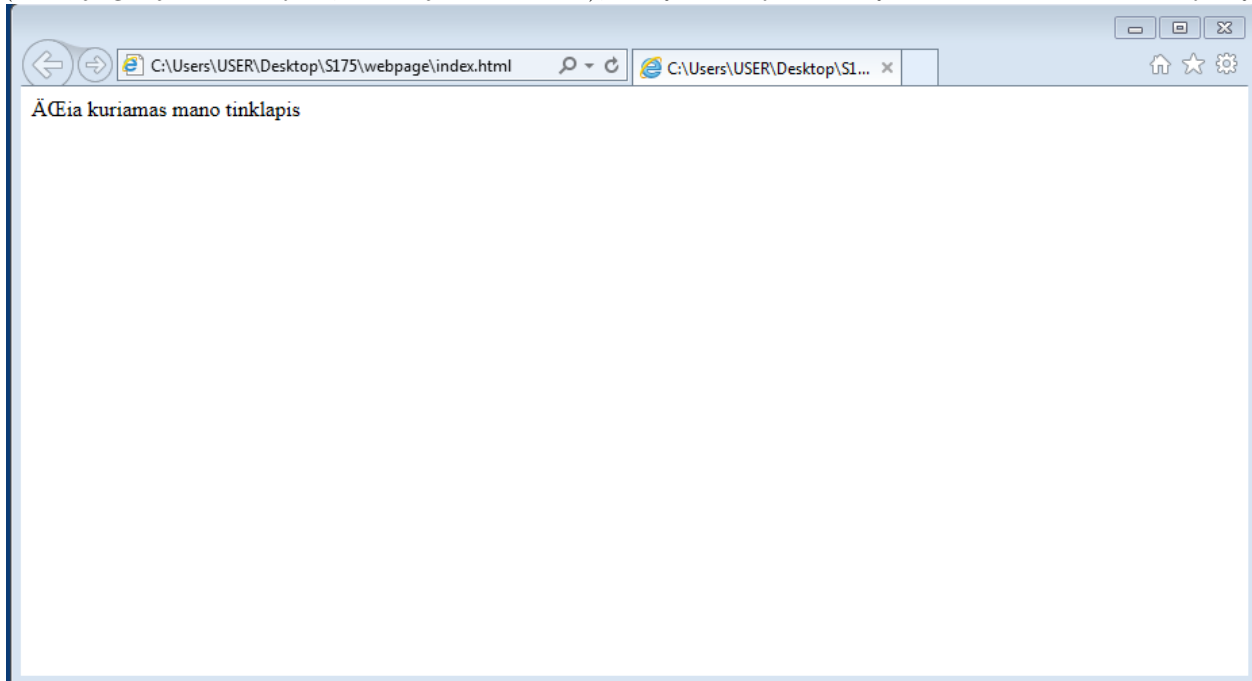 C:\Users\USER\Desktop\S175\webpage\index.html
C:\Users\USER\Desktop\S1...
ÄŒia kuriamas mano tinklapis